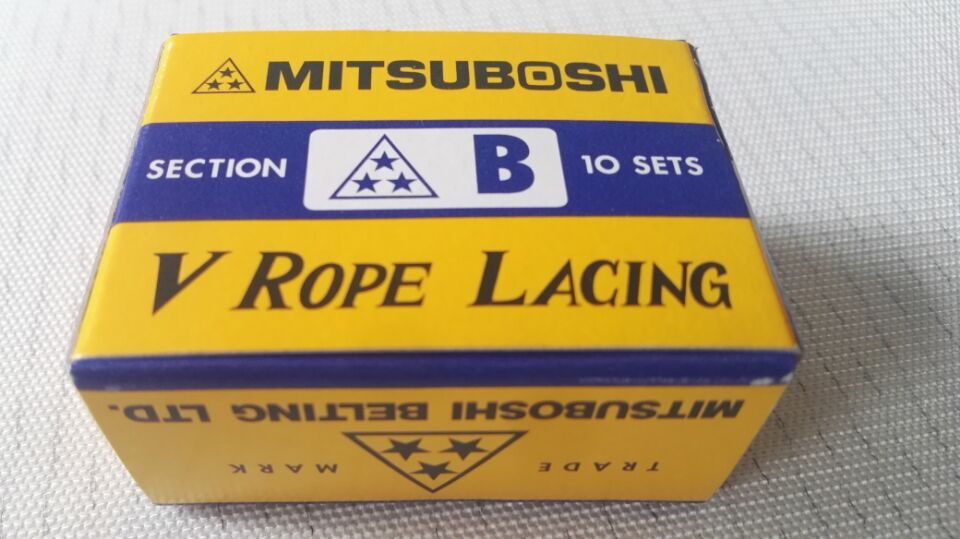 MITSUBOSHI
SECTION B 10 SETS
V ROPE LACING
MITSUBOSHI BELTING LTD.
TRADE MARK